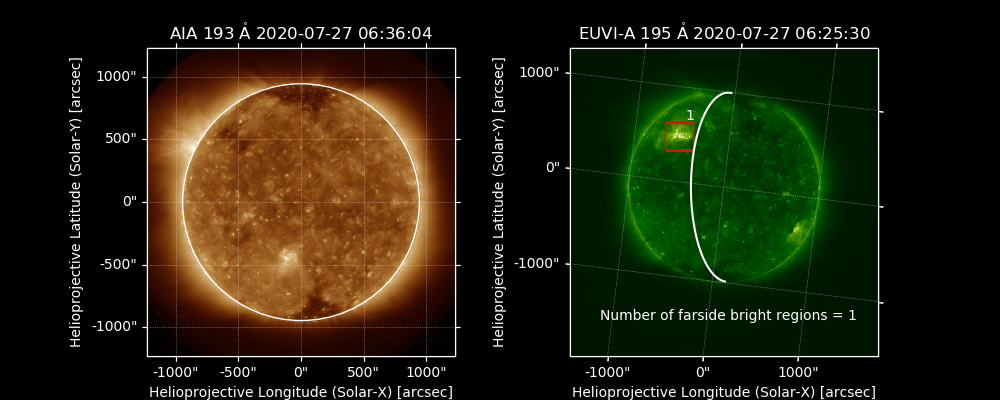 AIA 193 Å 2020-07-27 06:36:04
Helioprojective Latitude (Solar-Y) [arcsec]
1000"
500"
0"
-500"
-1000"
-1000" -500" 0" 500" 1000"
Helioprojective Longitude (Solar-X) [arcsec]
EUVI-A 195 Å 2020-07-27 06:25:30
Helioprojective Latitude (Solar-Y) [arcsec]
1000"
0"
-1000"
1
Number of farside bright regions = 1
-1000" 0" 1000"
Helioprojective Longitude (Solar-X) [arcsec]